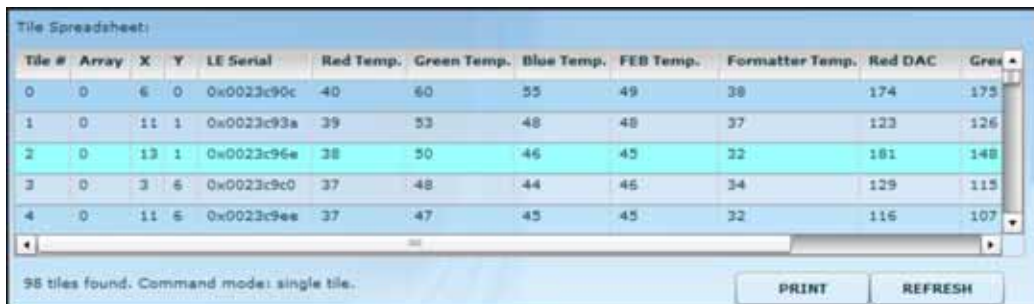 Tile Spreadsheet:
Tile # Array X Y LE Serial Red Temp. Green Temp. Blue Temp. FEB Temp. Formatter Temp. Red DAC Gree
0 0 6 0 0x0023c90c 40 60 55 49 38 174 175
1 0 11 1 0x0023c93a 39 53 48 48 37 123 126
2 0 13 1 0x0023c96e 38 50 46 45 32 181 148
3 0 3 6 0x0023c9c0 37 48 44 46 34 129 115
4 0 11 6 0x0023c9ee 37 47 45 45 32 116 107
98 tiles found. Command mode: single tile.
PRINT REFRESH